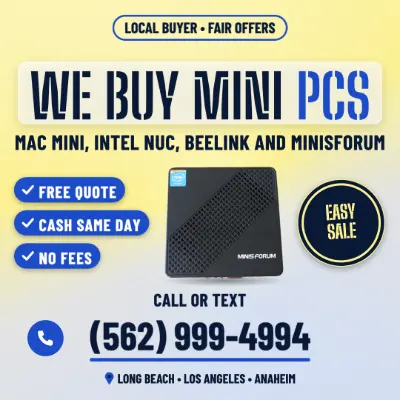 LOCAL BUYER • FAIR OFFERS
WE BUY MINI PCS
MAC MINI, INTEL NUC, BEELINK AND MINISFORUM
FREE QUOTE
CASH SAME DAY
NO FEES
MINISFORUM
EASY
SALE
CALL OR TEXT
(562) 999-4994
LONG BEACH • LOS ANGELES • ANAHEIM